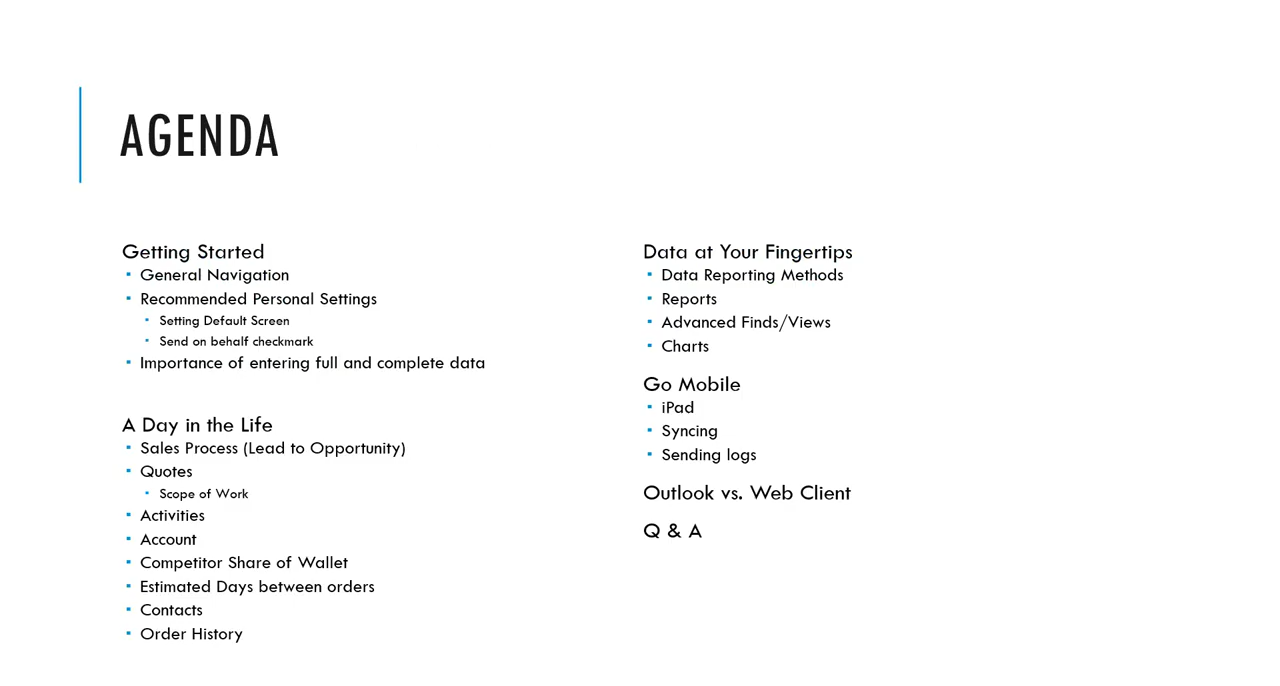 AGENDA
Getting Started
General Navigation
Recommended Personal Settings
Setting Default Screen
Send on behalf checkmark
Importance of entering full and complete data
A Day in the Life
Sales Process (Lead to Opportunity)
Quotes
Scope of Work
Activities
Account
Competitor Share of Wallet
Estimated Days between orders
Contacts
Order History
Data at Your Fingertips
Data Reporting Methods
Reports
Advanced Finds/Views
Charts
Go Mobile
iPad
Syncing
Sending logs
Outlook vs. Web Client
Q & A